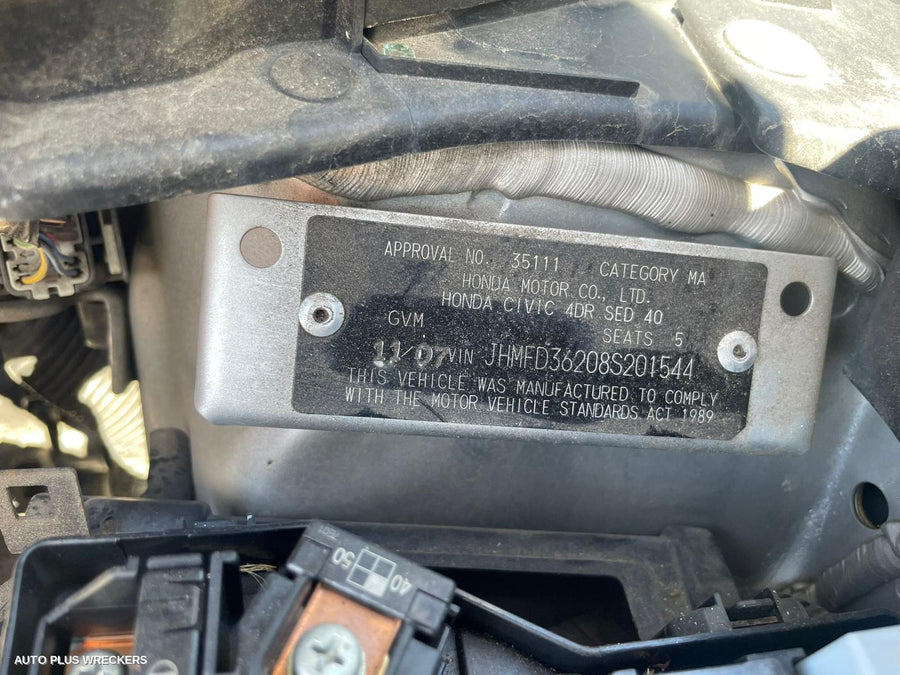 APPROVAL NO. 35111 CATEGORY MA
HONDA MOTOR CO., LTD.
HONDA CIVIC 4DR SED 40
GVM SEATS 5
11/07 VIN JHMFD36208S201544
THIS VEHICLE WAS MANUFACTURED TO COMPLY
WITH THE MOTOR VEHICLE STANDARDS ACT 1989
50
40
AUTO PLUS WRECKERS